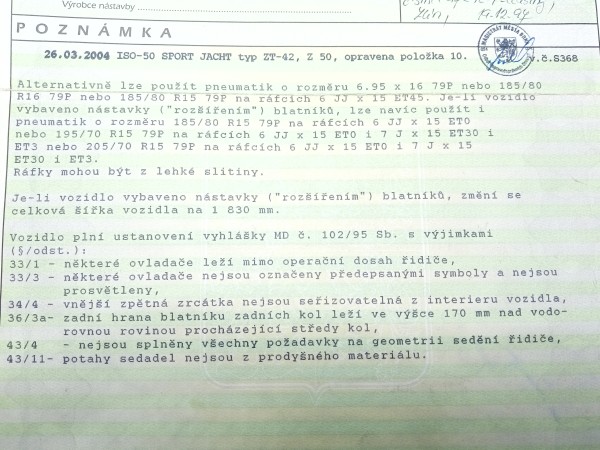 Výrobce nástavby
19.12.97
POZNÁMKA
26.03.2004 ISO-50 SPORT JACHT typ ZT-42, Z 50, opravena položka 10.
v.č.S368
Alternativně lze použít pneumatik o rozměru 6.95 x 16 79P nebo 185/80
R16 79P nebo 185/80 R15 79P na ráfcích 6 JJ x 15 ET45. Je-li vozidlo
vybaveno nástavky ("rozšířením") blatníků, lze navíc použít i
pneumatik o rozměru 185/80 R15 79P na ráfcích 6 JJ x 15 ET0
nebo 195/70 R15 79P na ráfcích 6 JJ x 15 ET0 i 7 J x 15 ET30 i
ET3 nebo 205/70 R15 79P na ráfcích 6 JJ x 15 ET0 i 7 J x 15
ET30 i ET3.
Ráfky mohou být z lehké slitiny.
Je-li vozidlo vybaveno nástavky ("rozšířením") blatníků, změní se
celková šířka vozidla na 1 830 mm.
Vozidlo plní ustanovení vyhlášky MD č. 102/95 Sb. s výjimkami
(§/odst.):
33/1 - některé ovladače leží mimo operační dosah řidiče,
33/3 - některé ovladače nejsou označeny předepsanými symboly a nejsou
prosvětleny,
34/4 - vnější zpětná zrcátka nejsou seřizovatelná z interieru vozidla,
36/3a- zadní hrana blatníku zadních kol leží ve výšce 170 mm nad vodo-
rovnou rovinou procházející středy kol,
43/4 - nejsou splněny všechny požadavky na geometrii sedění řidiče,
43/11- potahy sedadel nejsou z prodyšného materiálu.